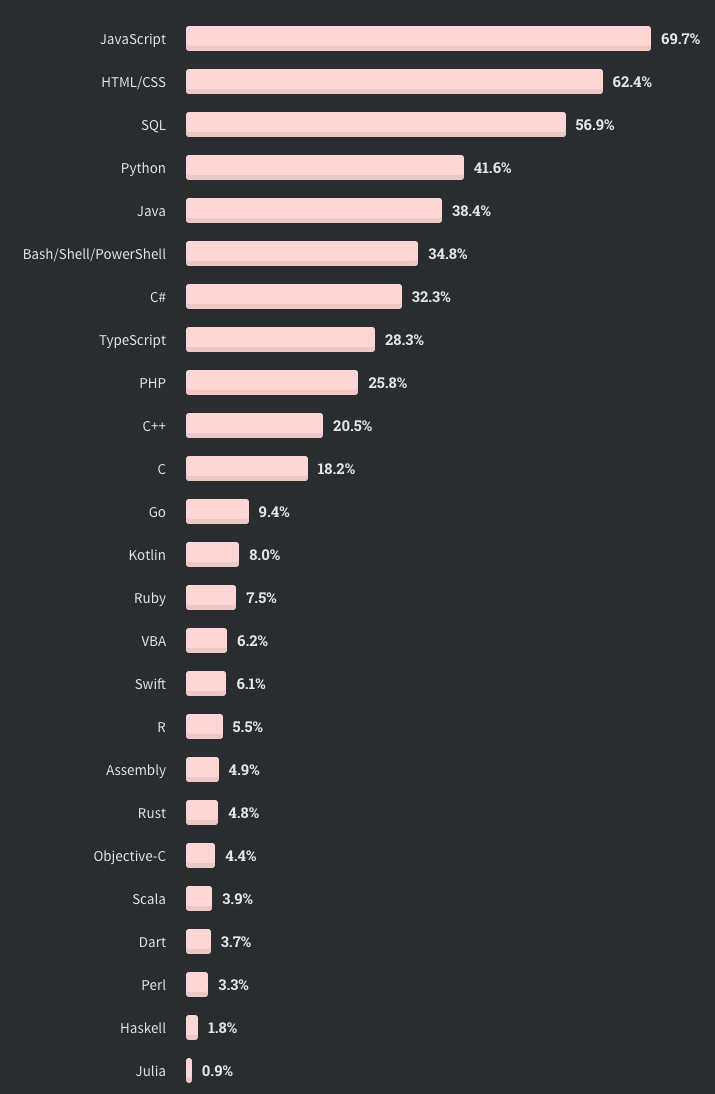 JavaScript 69.7%
HTML/CSS 62.4%
SQL 56.9%
Python 41.6%
Java 38.4%
Bash/Shell/PowerShell 34.8%
C# 32.3%
TypeScript 28.3%
PHP 25.8%
C++ 20.5%
C 18.2%
Go 9.4%
Kotlin 8.0%
Ruby 7.5%
VBA 6.2%
Swift 6.1%
R 5.5%
Assembly 4.9%
Rust 4.8%
Objective-C 4.4%
Scala 3.9%
Dart 3.7%
Perl 3.3%
Haskell 1.8%
Julia 0.9%